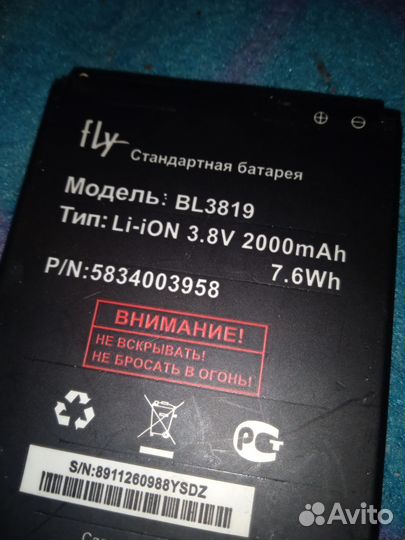 fly Стандартная батарея
Модель: BL3819
Тип: Li-iON 3.8V 2000mAh
7.6Wh
P/N:5834003958
ВНИМАНИЕ!
НЕ ВСКРЫВАТЬ!
НЕ БРОСАТЬ В ОГОНЬ!
S/N:8911260988YSDZ
Avito